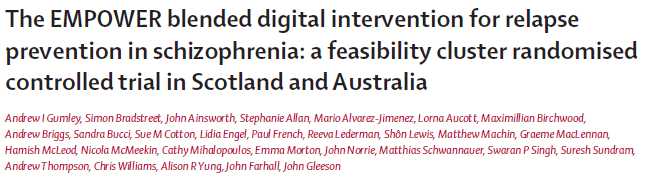 The EMPOWER blended digital intervention for relapse
prevention in schizophrenia: a feasibility cluster randomised
controlled trial in Scotland and Australia
Andrew I Gumley, Simon Bradstreet, John Ainsworth, Stephanie Allan, Mario Alvarez-Jimenez, Lorna Aucott, Maximillian Birchwood,
Andrew Briggs, Sandra Bucci, Sue M Cotton, Lidia Engel, Paul French, Reeva Lederman, Shôn Lewis, Matthew Machin, Graeme MacLennan,
Hamish McLeod, Nicola McMeekin, Cathy Mihalopoulos, Emma Morton, John Norrie, Matthias Schwannauer, Swaran P Singh, Suresh Sundram,
Andrew Thompson, Chris Williams, Alison R Yung, John Farhall, John Gleeson